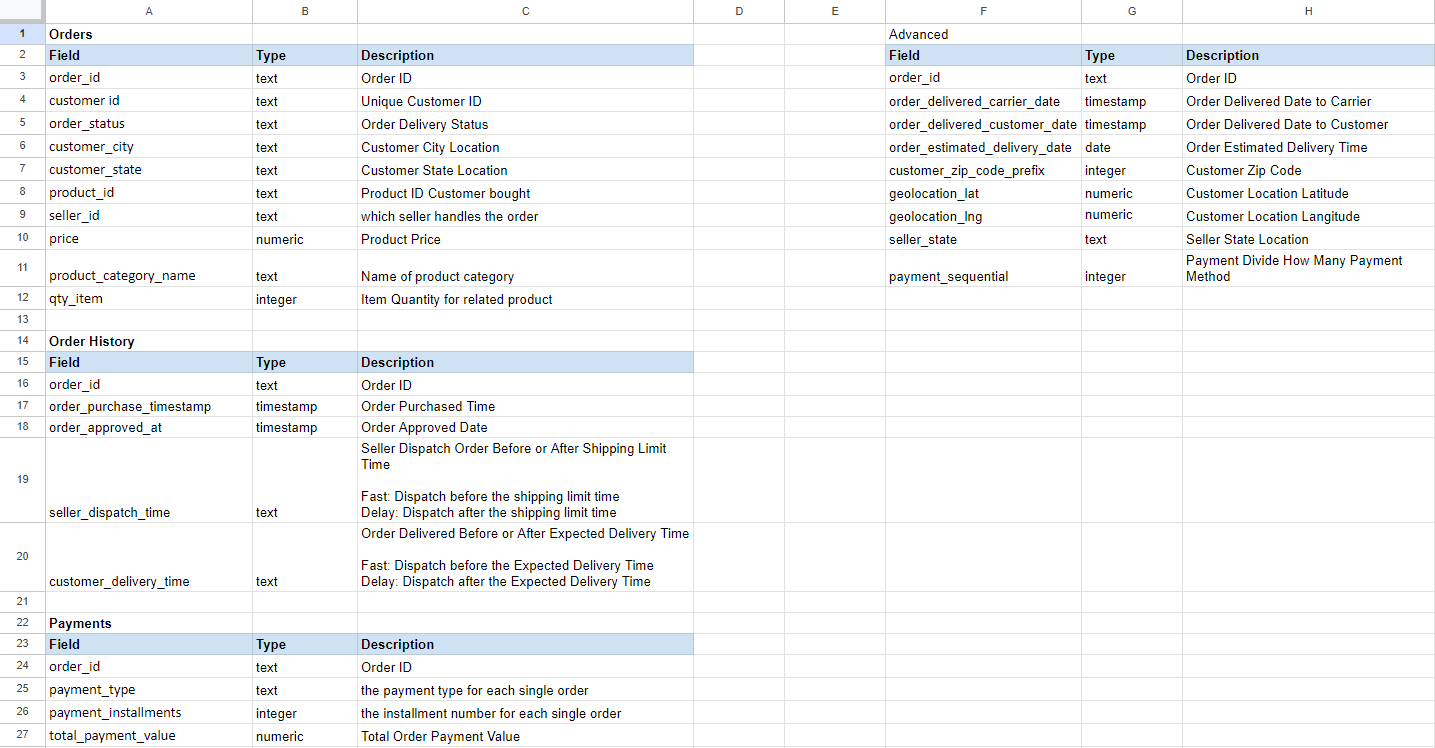 A B C D E F G H
1 Orders Advanced
2 Field Type Description Field Type Description
3 order_id text Order ID order_id text Order ID
4 customer id text Unique Customer ID order_delivered_carrier_date timestamp Order Delivered Date to Carrier
5 order_status text Order Delivery Status order_delivered_customer_date timestamp Order Delivered Date to Customer
6 customer_city text Customer City Location order_estimated_delivery_date date Order Estimated Delivery Time
7 customer_state text Customer State Location customer_zip_code_prefix integer Customer Zip Code
8 product_id text Product ID Customer bought geolocation_lat numeric Customer Location Latitude
9 seller_id text which seller handles the order geolocation_lng numeric Customer Location Langitude
10 price numeric Product Price seller_state text Seller State Location
Payment Divide How Many Payment
11 product_category_name text Name of product category payment_sequential integer Method
12 qty_item integer Item Quantity for related product
13
14 Order History
15 Field Type Description
16 order_id text Order ID
17 order_purchase_timestamp timestamp Order Purchased Time
18 order_approved_at timestamp Order Approved Date
Seller Dispatch Order Before or After Shipping Limit
Time
19
Fast: Dispatch before the shipping limit time
seller_dispatch_time text Delay: Dispatch after the shipping limit time
Order Delivered Before or After Expected Delivery Time
20
Fast: Dispatch before the Expected Delivery Time
customer_delivery_time text Delay: Dispatch after the Expected Delivery Time
21
22 Payments
23 Field Type Description
24 order_id text Order ID
25 payment_type text the payment type for each single order
26 payment_installments integer the installment number for each single order
27 total_payment_value numeric Total Order Payment Value